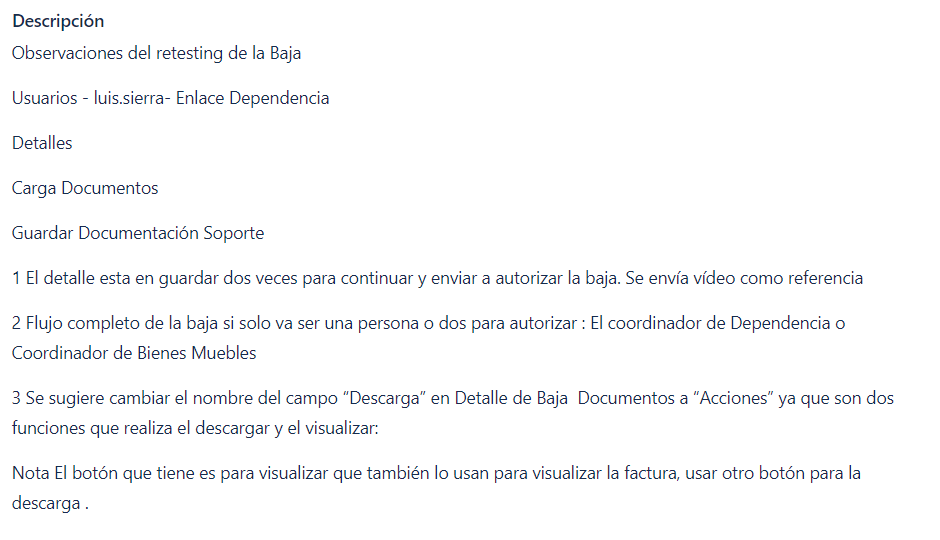 Descripción
Observaciones del retesting de la Baja
Usuarios - luis.sierra- Enlace Dependencia
Detalles
Carga Documentos
Guardar Documentación Soporte
1 El detalle esta en guardar dos veces para continuar y enviar a autorizar la baja. Se envía vídeo como referencia
2 Flujo completo de la baja si solo va ser una persona o dos para autorizar : El coordinador de Dependencia o
Coordinador de Bienes Muebles
3 Se sugiere cambiar el nombre del campo “Descarga” en Detalle de Baja  Documentos a “Acciones” ya que son dos
funciones que realiza el descargar y el visualizar:
Nota El botón que tiene es para visualizar que también lo usan para visualizar la factura, usar otro botón para la
descarga .